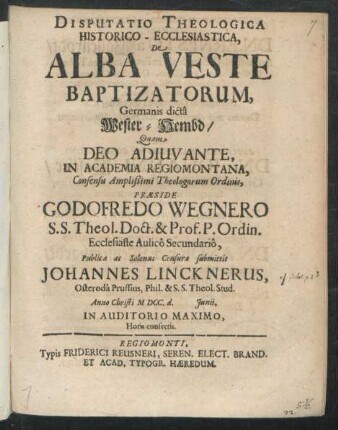 DISPUTATIO THEOLOGICA
HISTORICO-ECCLESIASTICA,
De
ALBA VESTE
BAPTIZATORUM,
Germanis dictâ
Wester-Hembd/
Quam
DEO ADIUVANTE,
IN ACADEMIA REGIOMONTANA,
Consensu Amplissimi Theologorum Ordinis,
PRÆSIDE
GODOFREDO WEGNERO
S.S. Theol. Doct. & Prof. P. Ordin.
Ecclesiaste Aulicô Secundariô,
Publicæ ac Solenni Censuræ submittit
JOHANNES LINCKNERUS,
Osterodâ Prussius, Phil. & S.S. Theol. Stud.
Anno Christi M DCC. d. Junii,
IN AUDITORIO MAXIMO,
Horis consuetis.
REGIOMONTI,
Typis FRIDERICI REUSNERI, SEREN. ELECT. BRAND.
ET ACAD. TYPOGR. HÆREDUM.